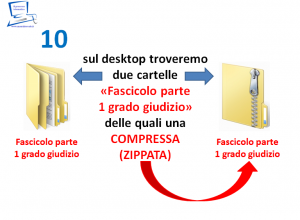 10
sul desktop troveremo
due cartelle
«Fascicolo parte
1 grado giudizio»
delle quali una
COMPRESSA
(ZIPPATA)
Fascicolo parte
1 grado giudizio
Fascicolo parte
1 grado giudizio